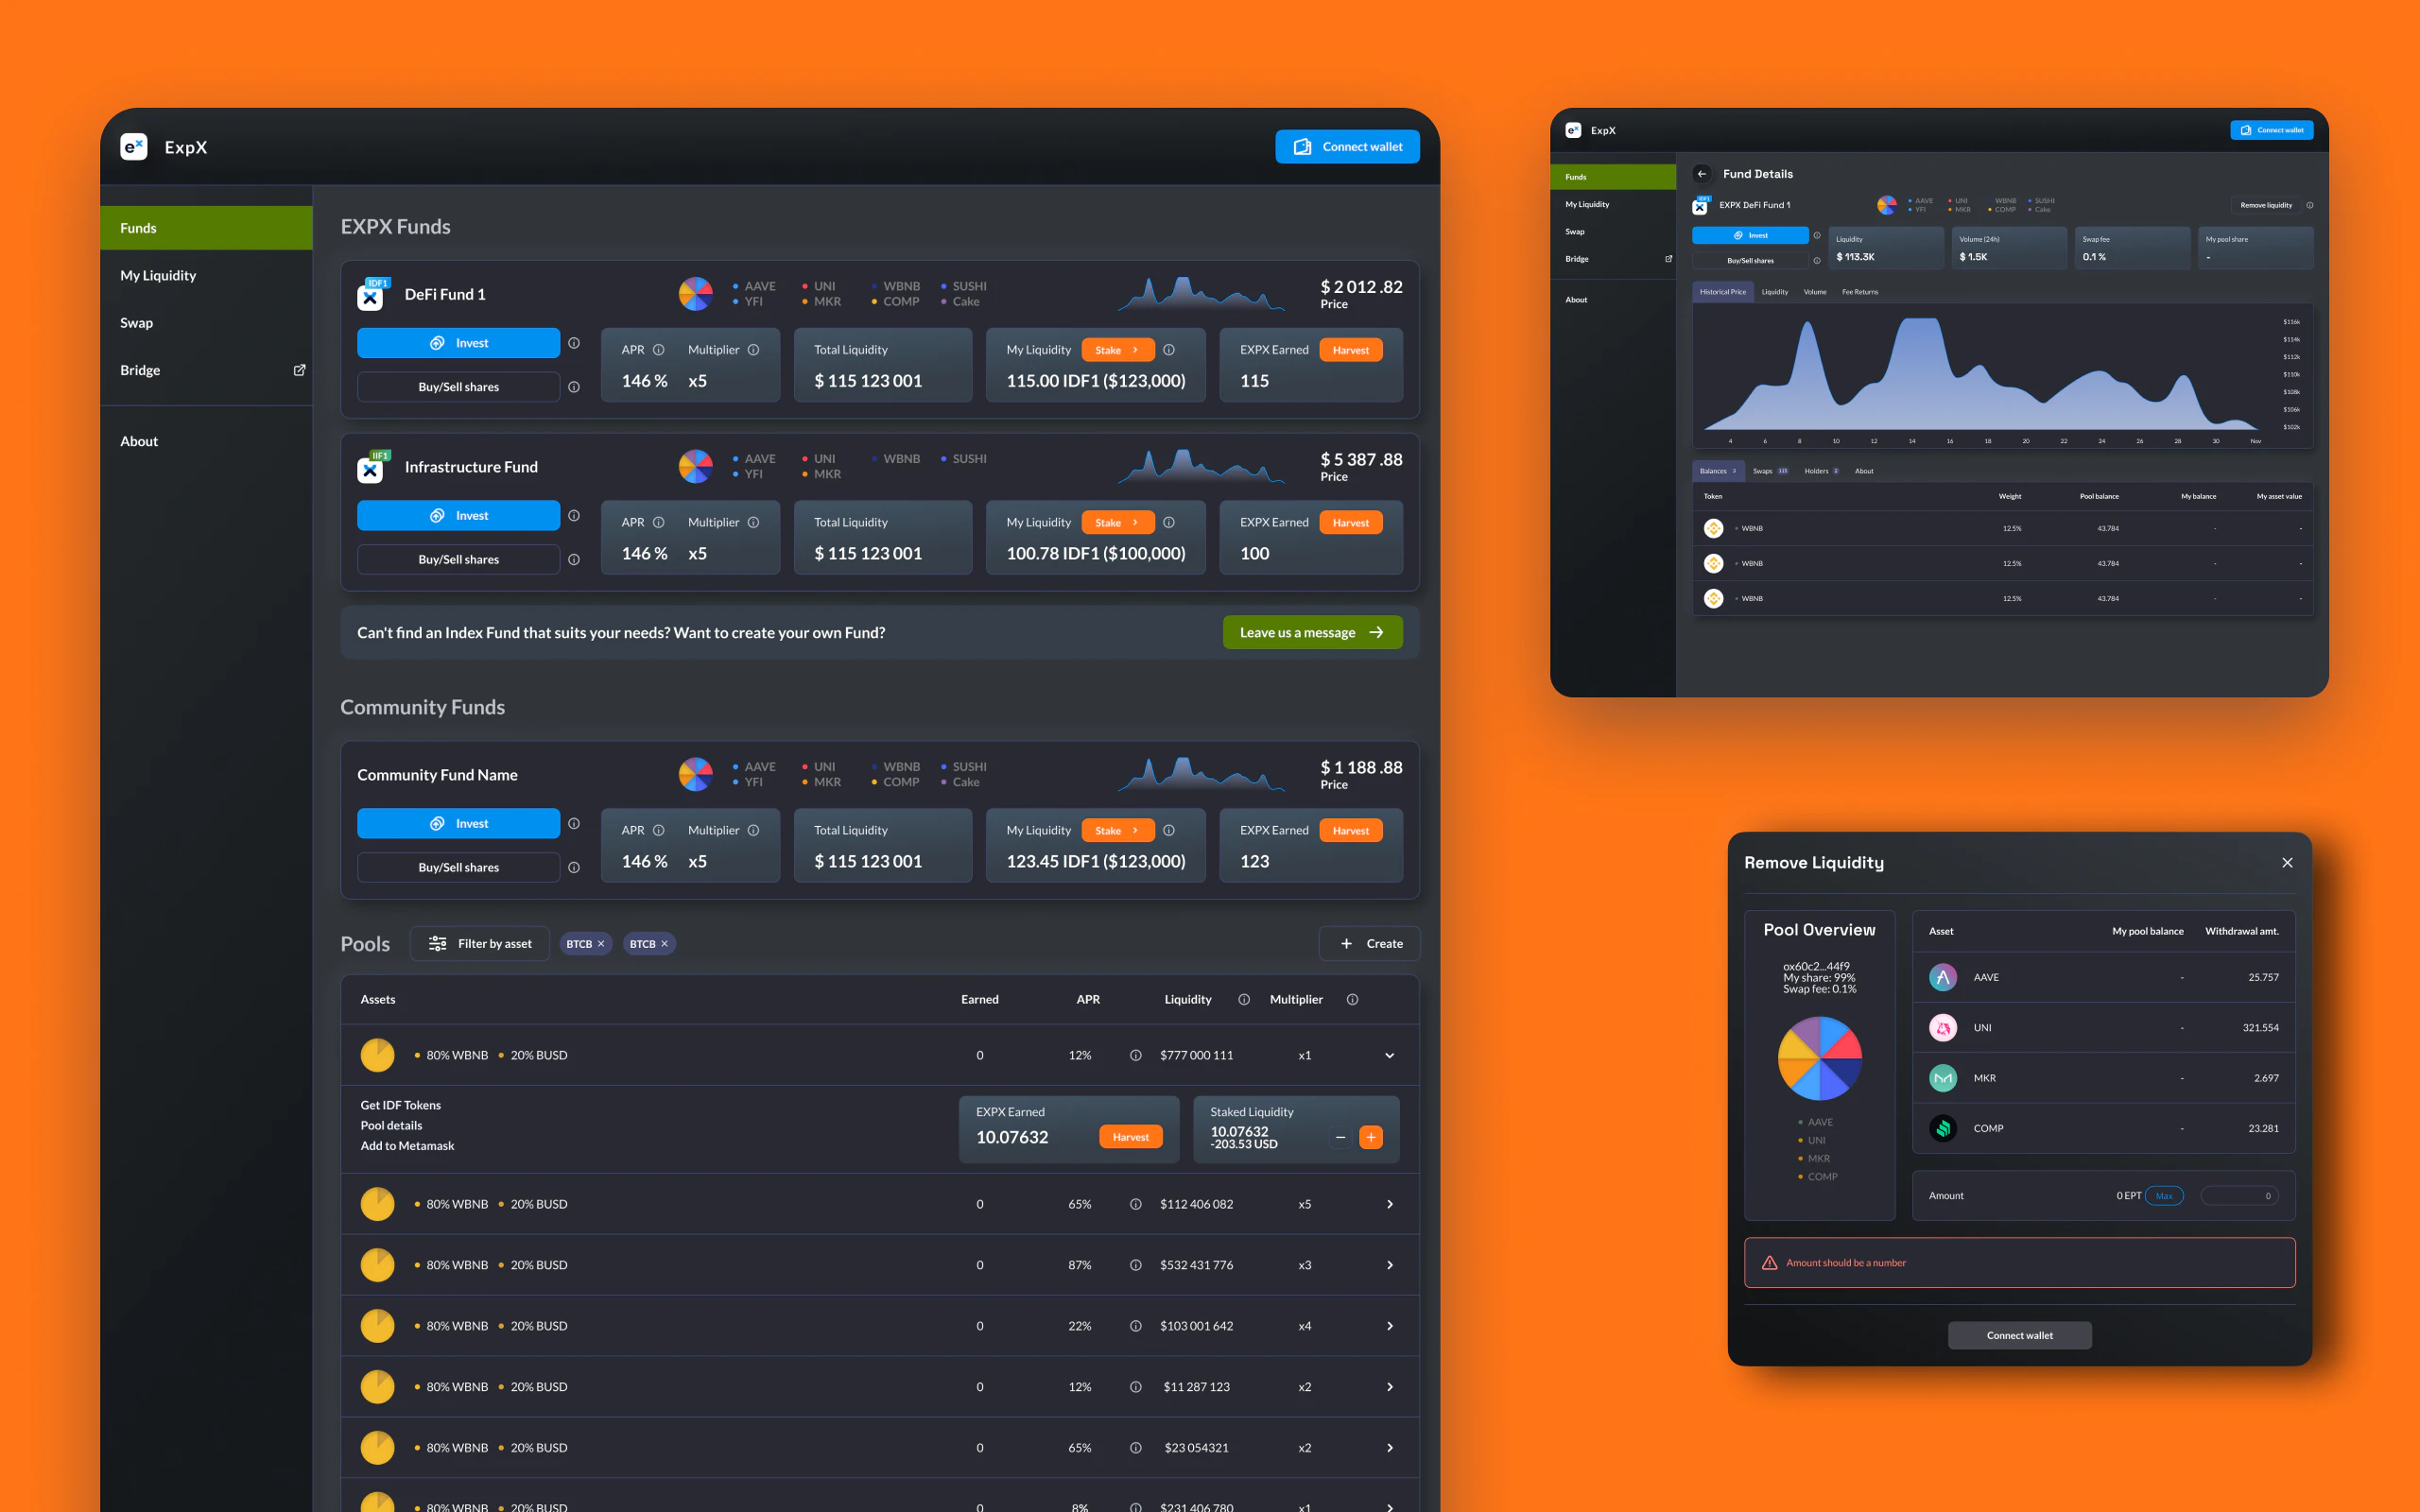 ex ExpX
Connect wallet
Funds
My Liquidity
Swap
Bridge
About
EXPX Funds
IDF1
DeFi Fund 1
AAVE UNI WBNB SUSHI
YFI MKR COMP Cake
$ 2 012.82
Price
Invest
Buy/Sell shares
APR Multiplier
146 % x5
Total Liquidity
$ 115 123 001
My Liquidity Stake
115.00 IDF1 ($123,000)
EXPX Earned Harvest
115
IIF1
Infrastructure Fund
AAVE UNI WBNB SUSHI
YFI MKR
$ 5 387.88
Price
Invest
Buy/Sell shares
APR Multiplier
146 % x5
Total Liquidity
$ 115 123 001
My Liquidity Stake
100.78 IDF1 ($100,000)
EXPX Earned Harvest
100
Can't find an Index Fund that suits your needs? Want to create your own Fund?
Leave us a message
Community Funds
Community Fund Name
AAVE UNI WBNB SUSHI
YFI MKR COMP Cake
$ 1 188.88
Price
Invest
Buy/Sell shares
APR Multiplier
146 % x5
Total Liquidity
$ 115 123 001
My Liquidity Stake
123.45 IDF1 ($123,000)
EXPX Earned Harvest
123
Pools Filter by asset BTCB BTCB Create
Assets Earned APR Liquidity Multiplier
80% WBNB 20% BUSD 0 12% $777 000 111 x1
Get IDF Tokens
Pool details
Add to Metamask
EXPX Earned
10.07632 Harvest
Staked Liquidity
10.07632
-203.53 USD
80% WBNB 20% BUSD 0 65% $112 406 082 x5
80% WBNB 20% BUSD 0 87% $532 431 776 x3
80% WBNB 20% BUSD 0 22% $103 001 642 x4
80% WBNB 20% BUSD 0 12% $11 287 123 x2
80% WBNB 20% BUSD 0 65% $23 054321 x2
80% WBNB 20% BUSD 0 8% $231 406 780 x1
ex ExpX
Connect wallet
Funds
My Liquidity
Swap
Bridge
About
Fund Details
IDF1
EXPX DeFi Fund 1
AAVE UNI WBNB SUSHI
YFI MKR COMP Cake
Remove liquidity
Invest
Buy/Sell shares
Liquidity
$ 113.3K
Volume (24h)
$ 1.5K
Swap fee
0.1 %
My pool share
-
Historical Price Liquidity Volume Fee Returns
$116k
$114k
$112k
$110k
$108k
$106k
$102k
4 6 8 10 12 14 16 18 20 22 24 26 28 30 Nov
Balances 3 Swaps 115 Holders 2 About
Token Weight Pool balance My balance My asset value
WBNB 12.5% 43.784 - -
WBNB 12.5% 43.784 - -
WBNB 12.5% 43.784 - -
Remove Liquidity
Pool Overview
ox60c2...44f9
My share: 99%
Swap fee: 0.1%
AAVE
UNI
MKR
COMP
Asset My pool balance Withdrawal amt.
AAVE - 25.757
UNI - 321.554
MKR - 2.697
COMP - 23.281
Amount 0 EPT Max 0
Amount should be a number
Connect wallet